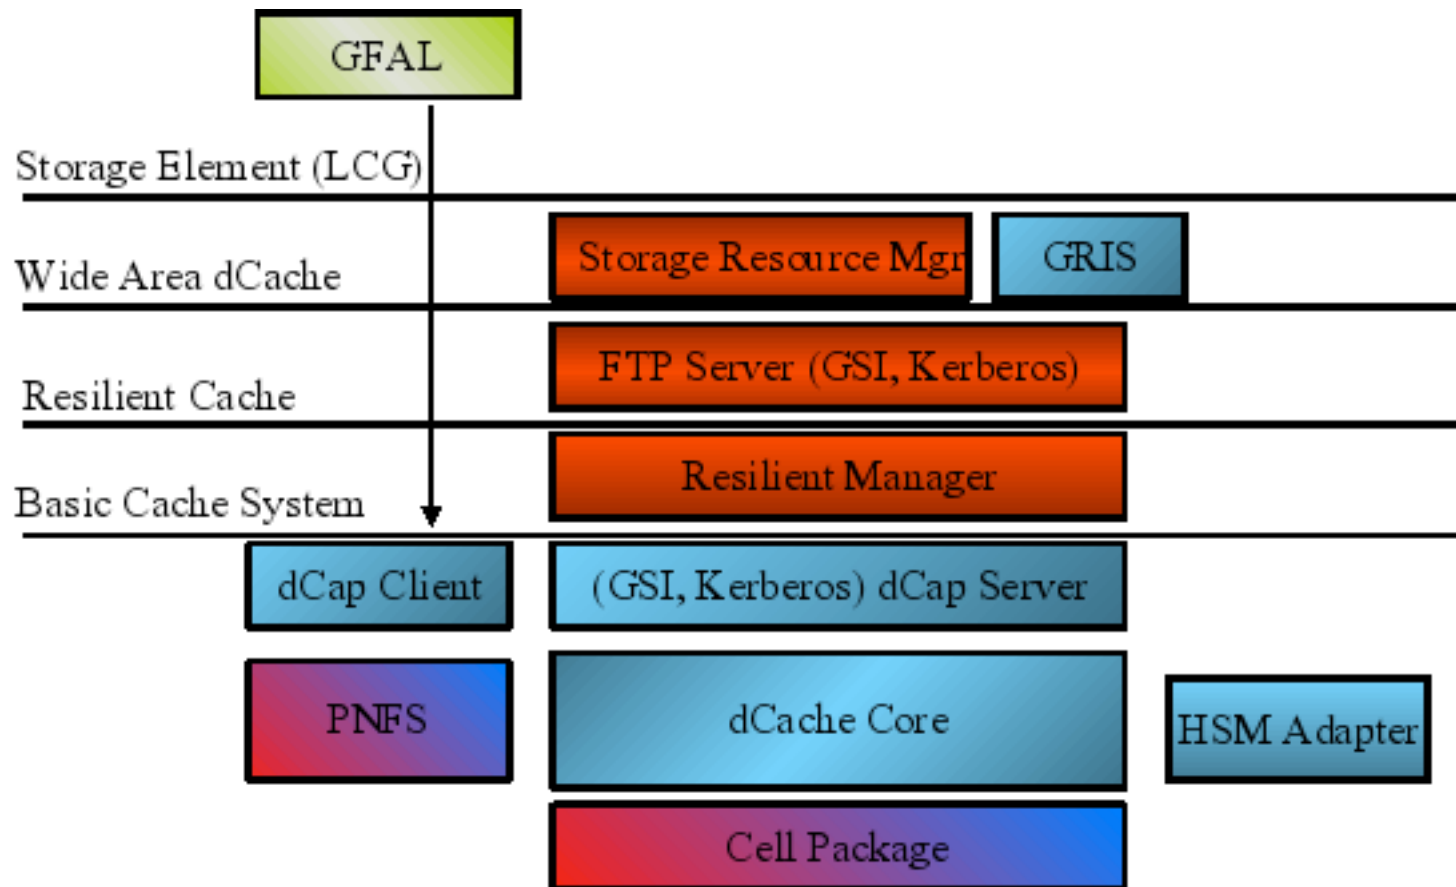 GFAL
Storage Element (LCG)
Storage Resource Mgr
GRIS
Wide Area dCache
FTP Server (GSI, Kerberos)
Resilient Cache
Resilient Manager
Basic Cache System
dCap Client
(GSI, Kerberos) dCap Server
PNFS
dCache Core
HSM Adapter
Cell Package